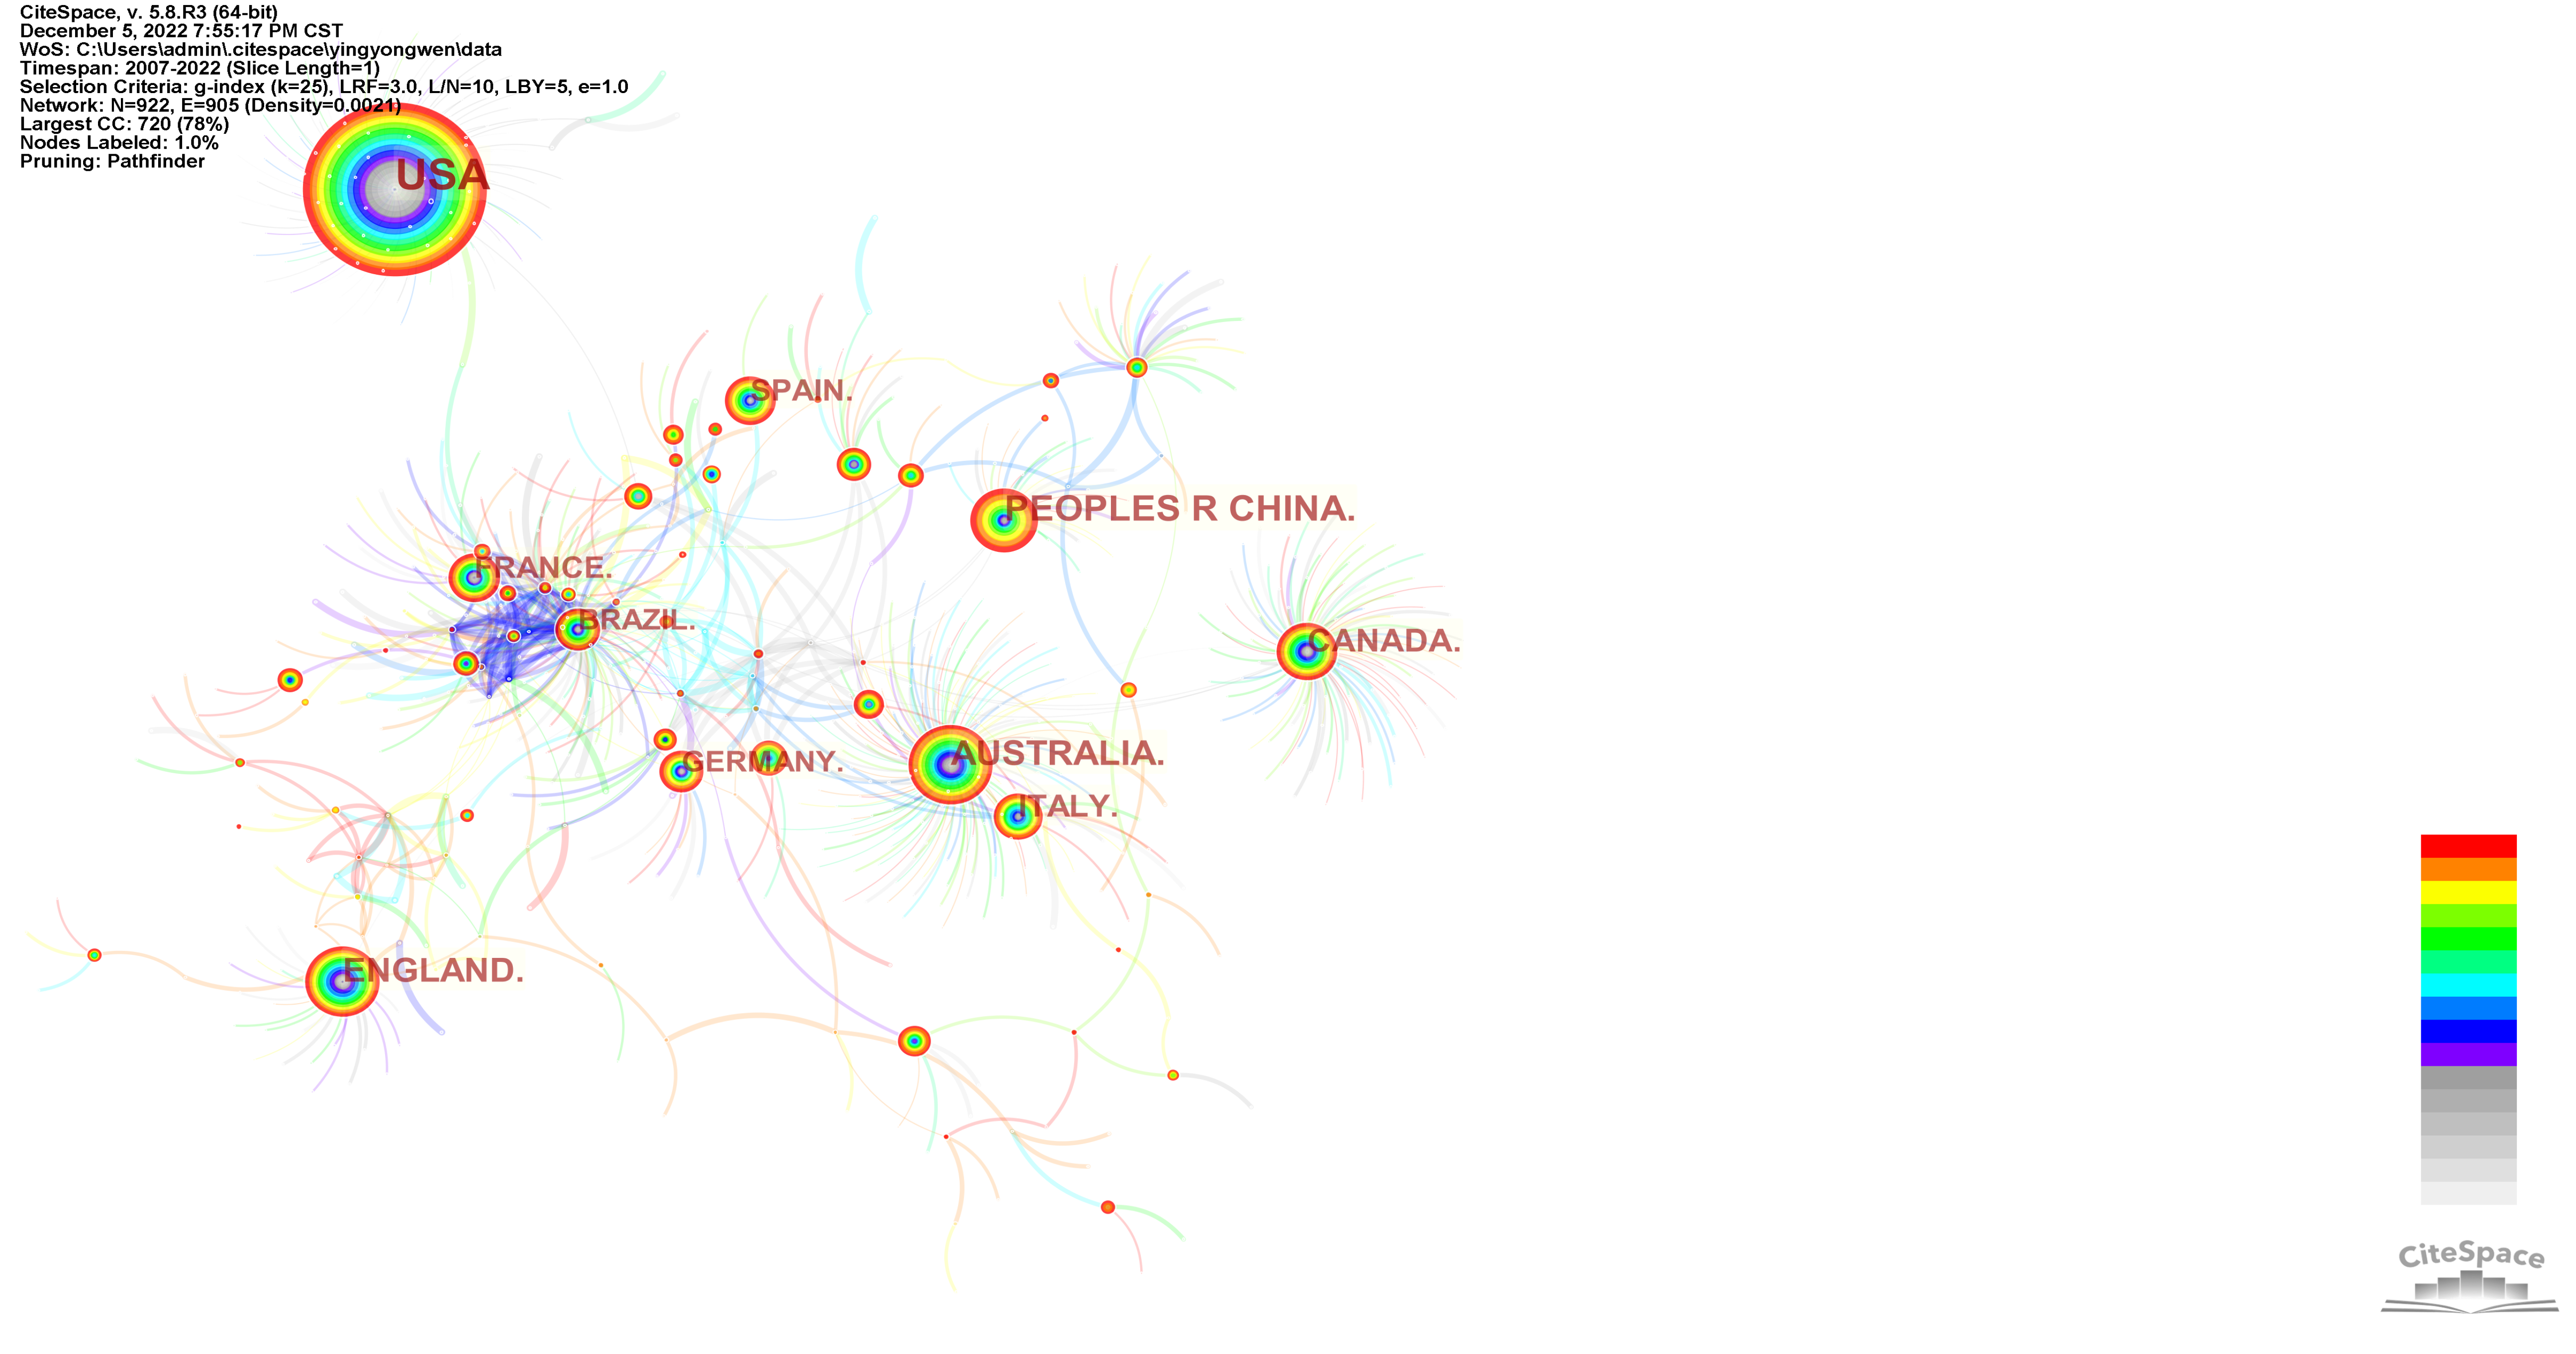 CiteSpace, v. 5.8.R3 (64-bit)
December 5, 2022 7:55:17 PM CST
WoS: C:\Users\admin\.citespace\yingyongwen\data
Timespan: 2007-2022 (Slice Length=1)
Selection Criteria: g-index (k=25), LRF=3.0, L/N=10, LBY=5, e=1.0
Network: N=922, E=905 (Density=0.0021)
Largest CC: 720 (78%)
Nodes Labeled: 1.0%
Pruning: Pathfinder
USA
SPAIN.
PEOPLES R CHINA.
FRANCE.
BRAZIL.
CANADA.
GERMANY.
AUSTRALIA.
ITALY.
ENGLAND.
CiteSpace